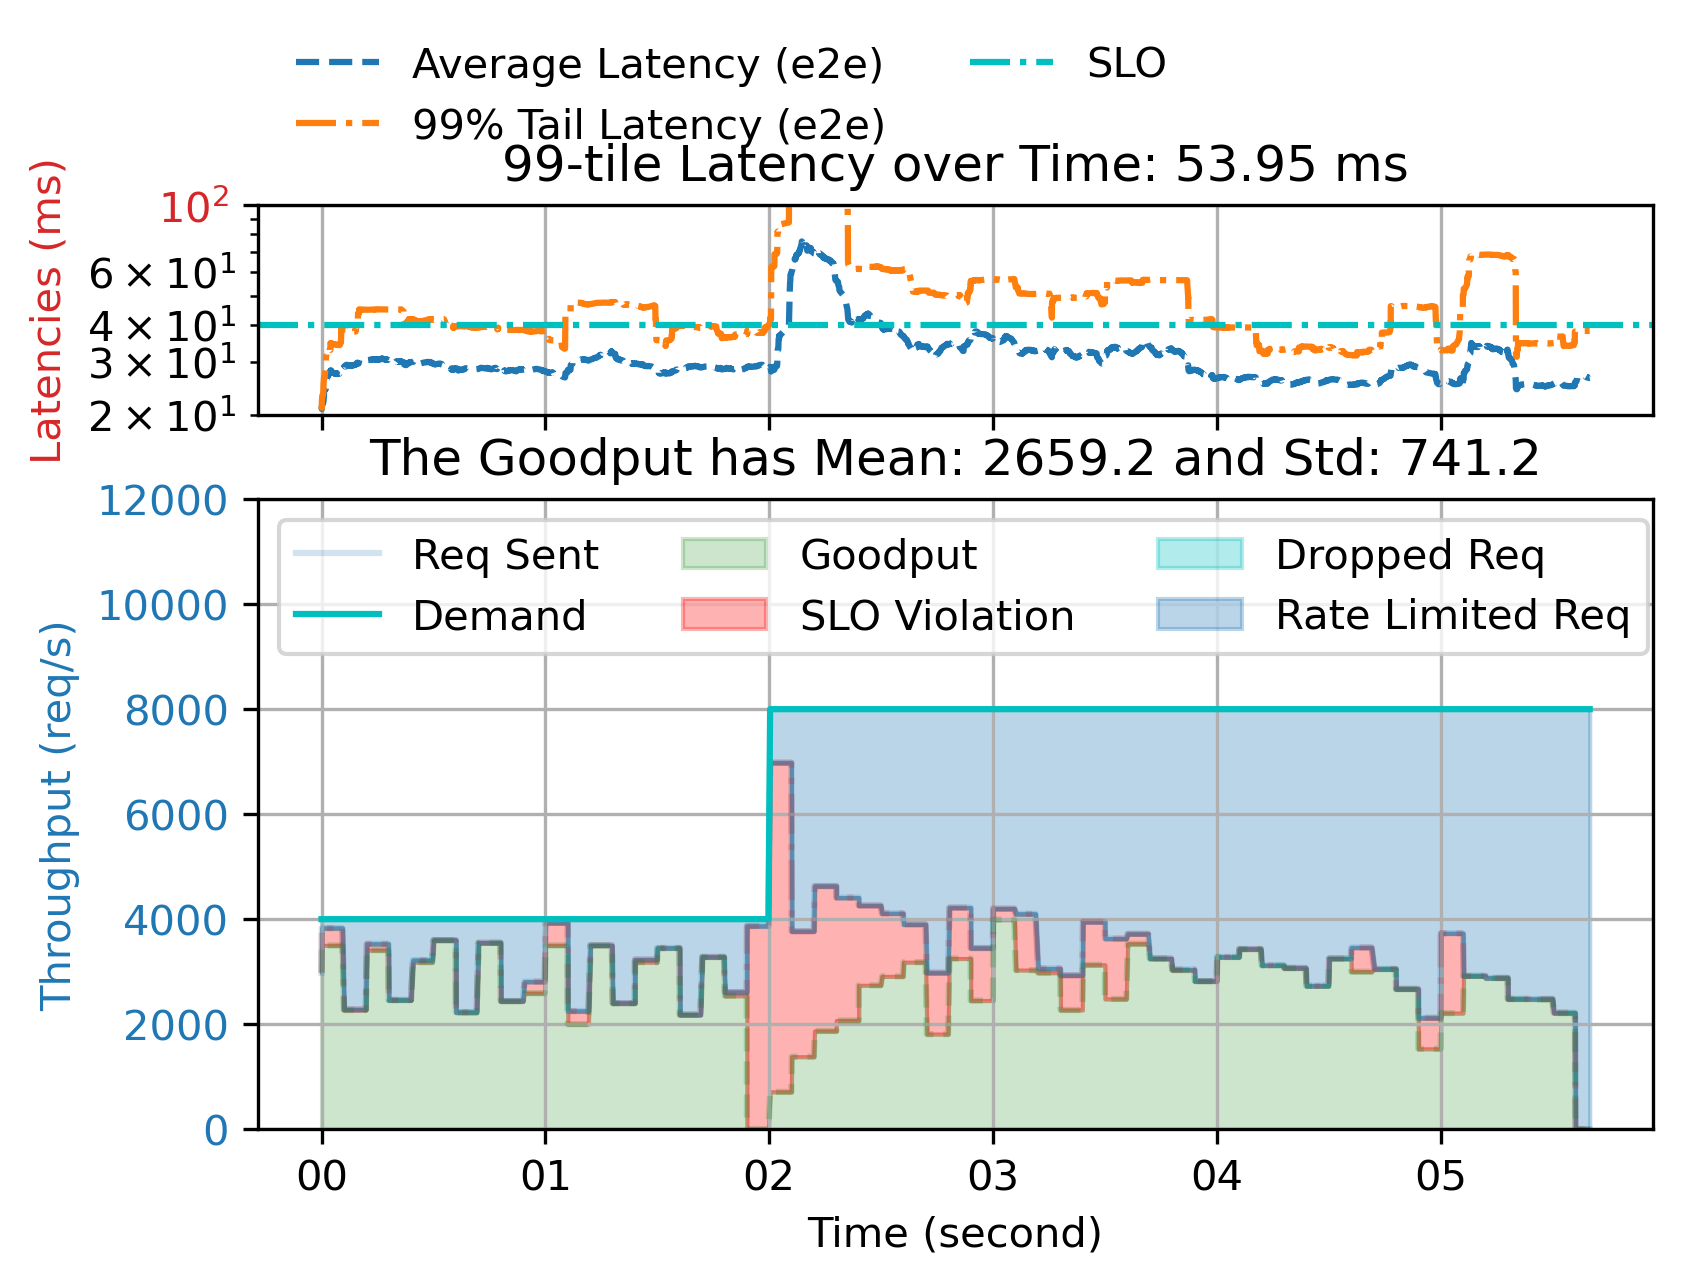 Average Latency (e2e) SLO
99% Tail Latency (e2e)
99-tile Latency over Time: 53.95 ms
Latencies (ms)
10²
6 × 10¹
4 × 10¹
3 × 10¹
2 × 10¹
The Goodput has Mean: 2659.2 and Std: 741.2
Throughput (req/s)
12000
10000
8000
6000
4000
2000
0
Req Sent Goodput Dropped Req
Demand SLO Violation Rate Limited Req
00 01 02 03 04 05
Time (second)